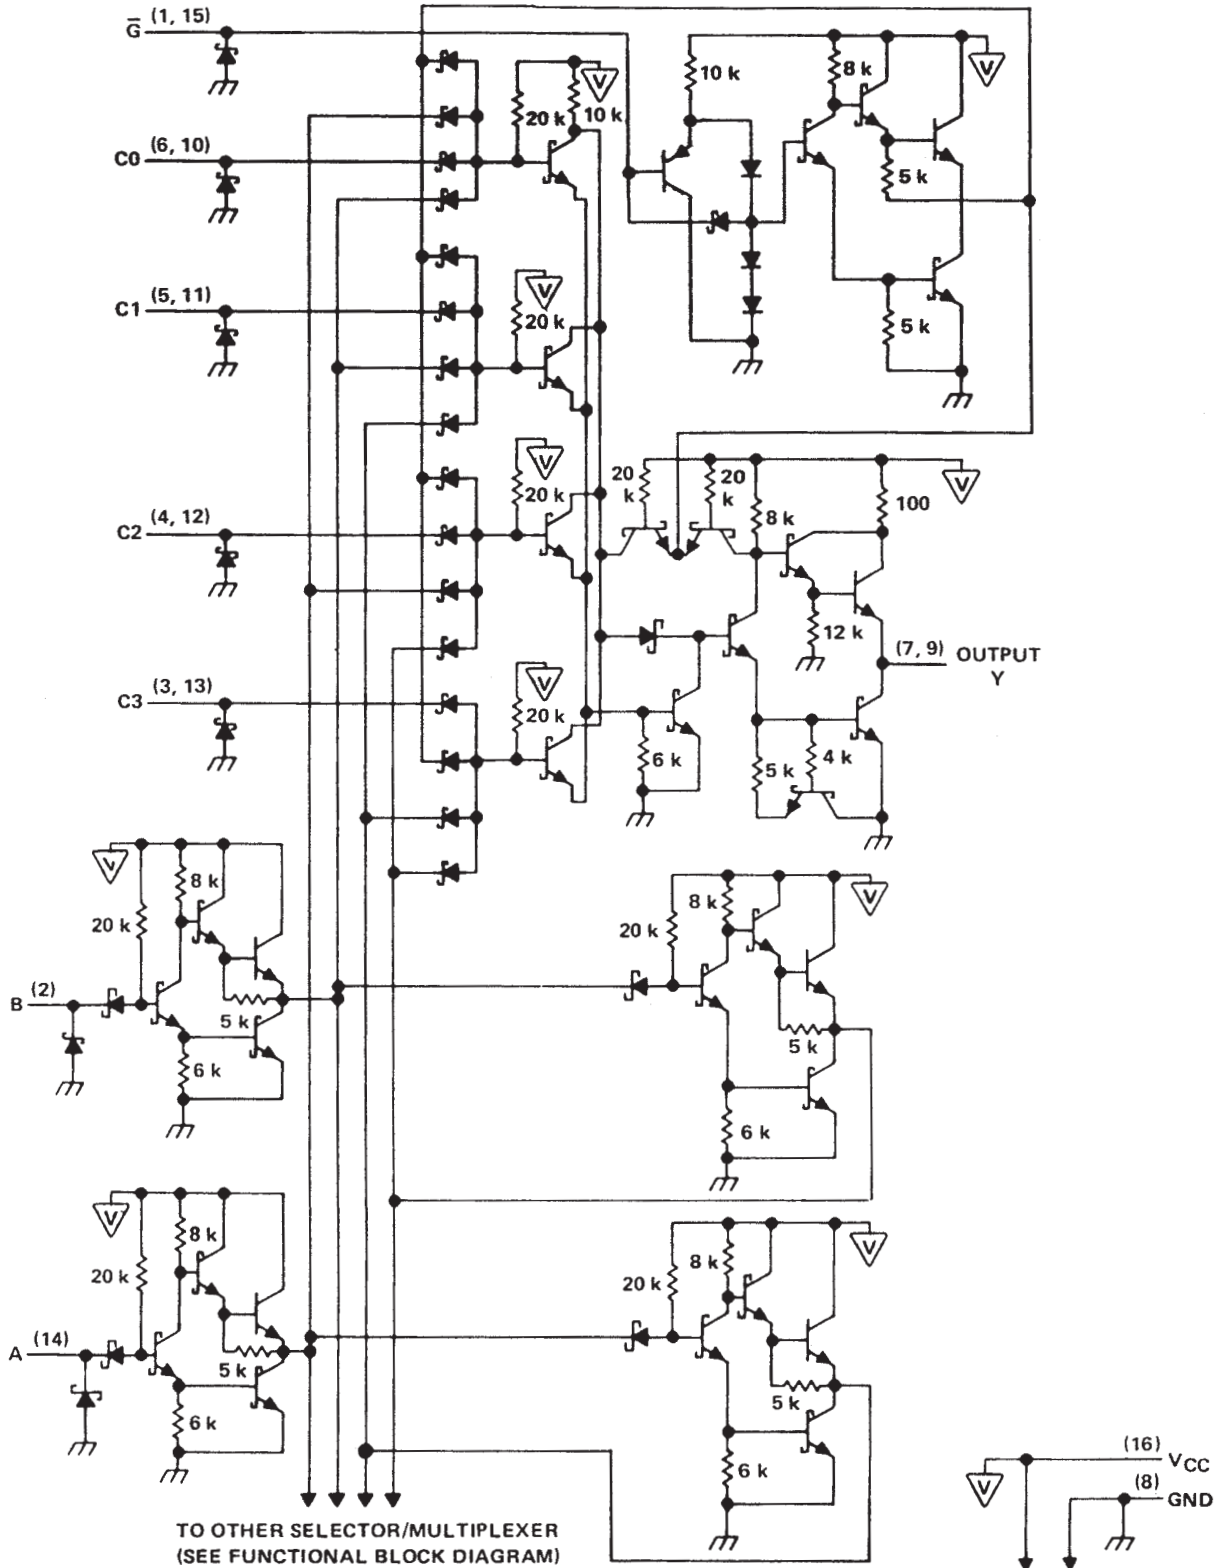 G̅ (1, 15)
V
10 k
8 k
V
20 k
10 k
C0 (6, 10)
5 k
V
C1 (5, 11)
20 k
5 k
V
20 k
20 k
V
C2 (4, 12)
20 k
8 k
100
12 k
(7, 9) OUTPUT Y
C3 (3, 13)
V
20 k
6 k
5 k
4 k
V
8 k
20 k
B (2)
5 k
6 k
V
8 k
20 k
5 k
6 k
V
8 k
20 k
A (14)
5 k
6 k
V
8 k
20 k
5 k
6 k
(16) VCC
V
(8) GND
TO OTHER SELECTOR/MULTIPLEXER
(SEE FUNCTIONAL BLOCK DIAGRAM)